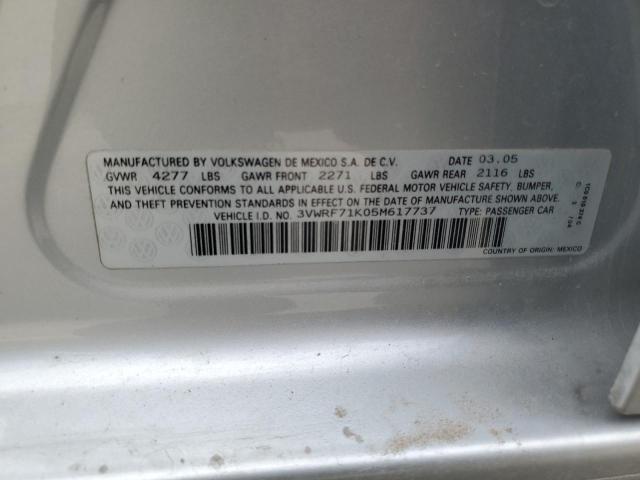 MANUFACTURED BY VOLKSWAGEN DE MEXICO S.A. DE C.V. DATE 03.05
GVWR 4277 LBS GAWR FRONT 2271 LBS GAWR REAR 2116 LBS
THIS VEHICLE CONFORMS TO ALL APPLICABLE U.S. FEDERAL MOTOR VEHICLE SAFETY, BUMPER,
AND THEFT PREVENTION STANDARDS IN EFFECT ON THE DATE OF MANUFACTURE SHOWN ABOVE.
VEHICLE I.D. NO. 3VWRF71K05M617737 TYPE: PASSENGER CAR
COUNTRY OF ORIGIN: MEXICO